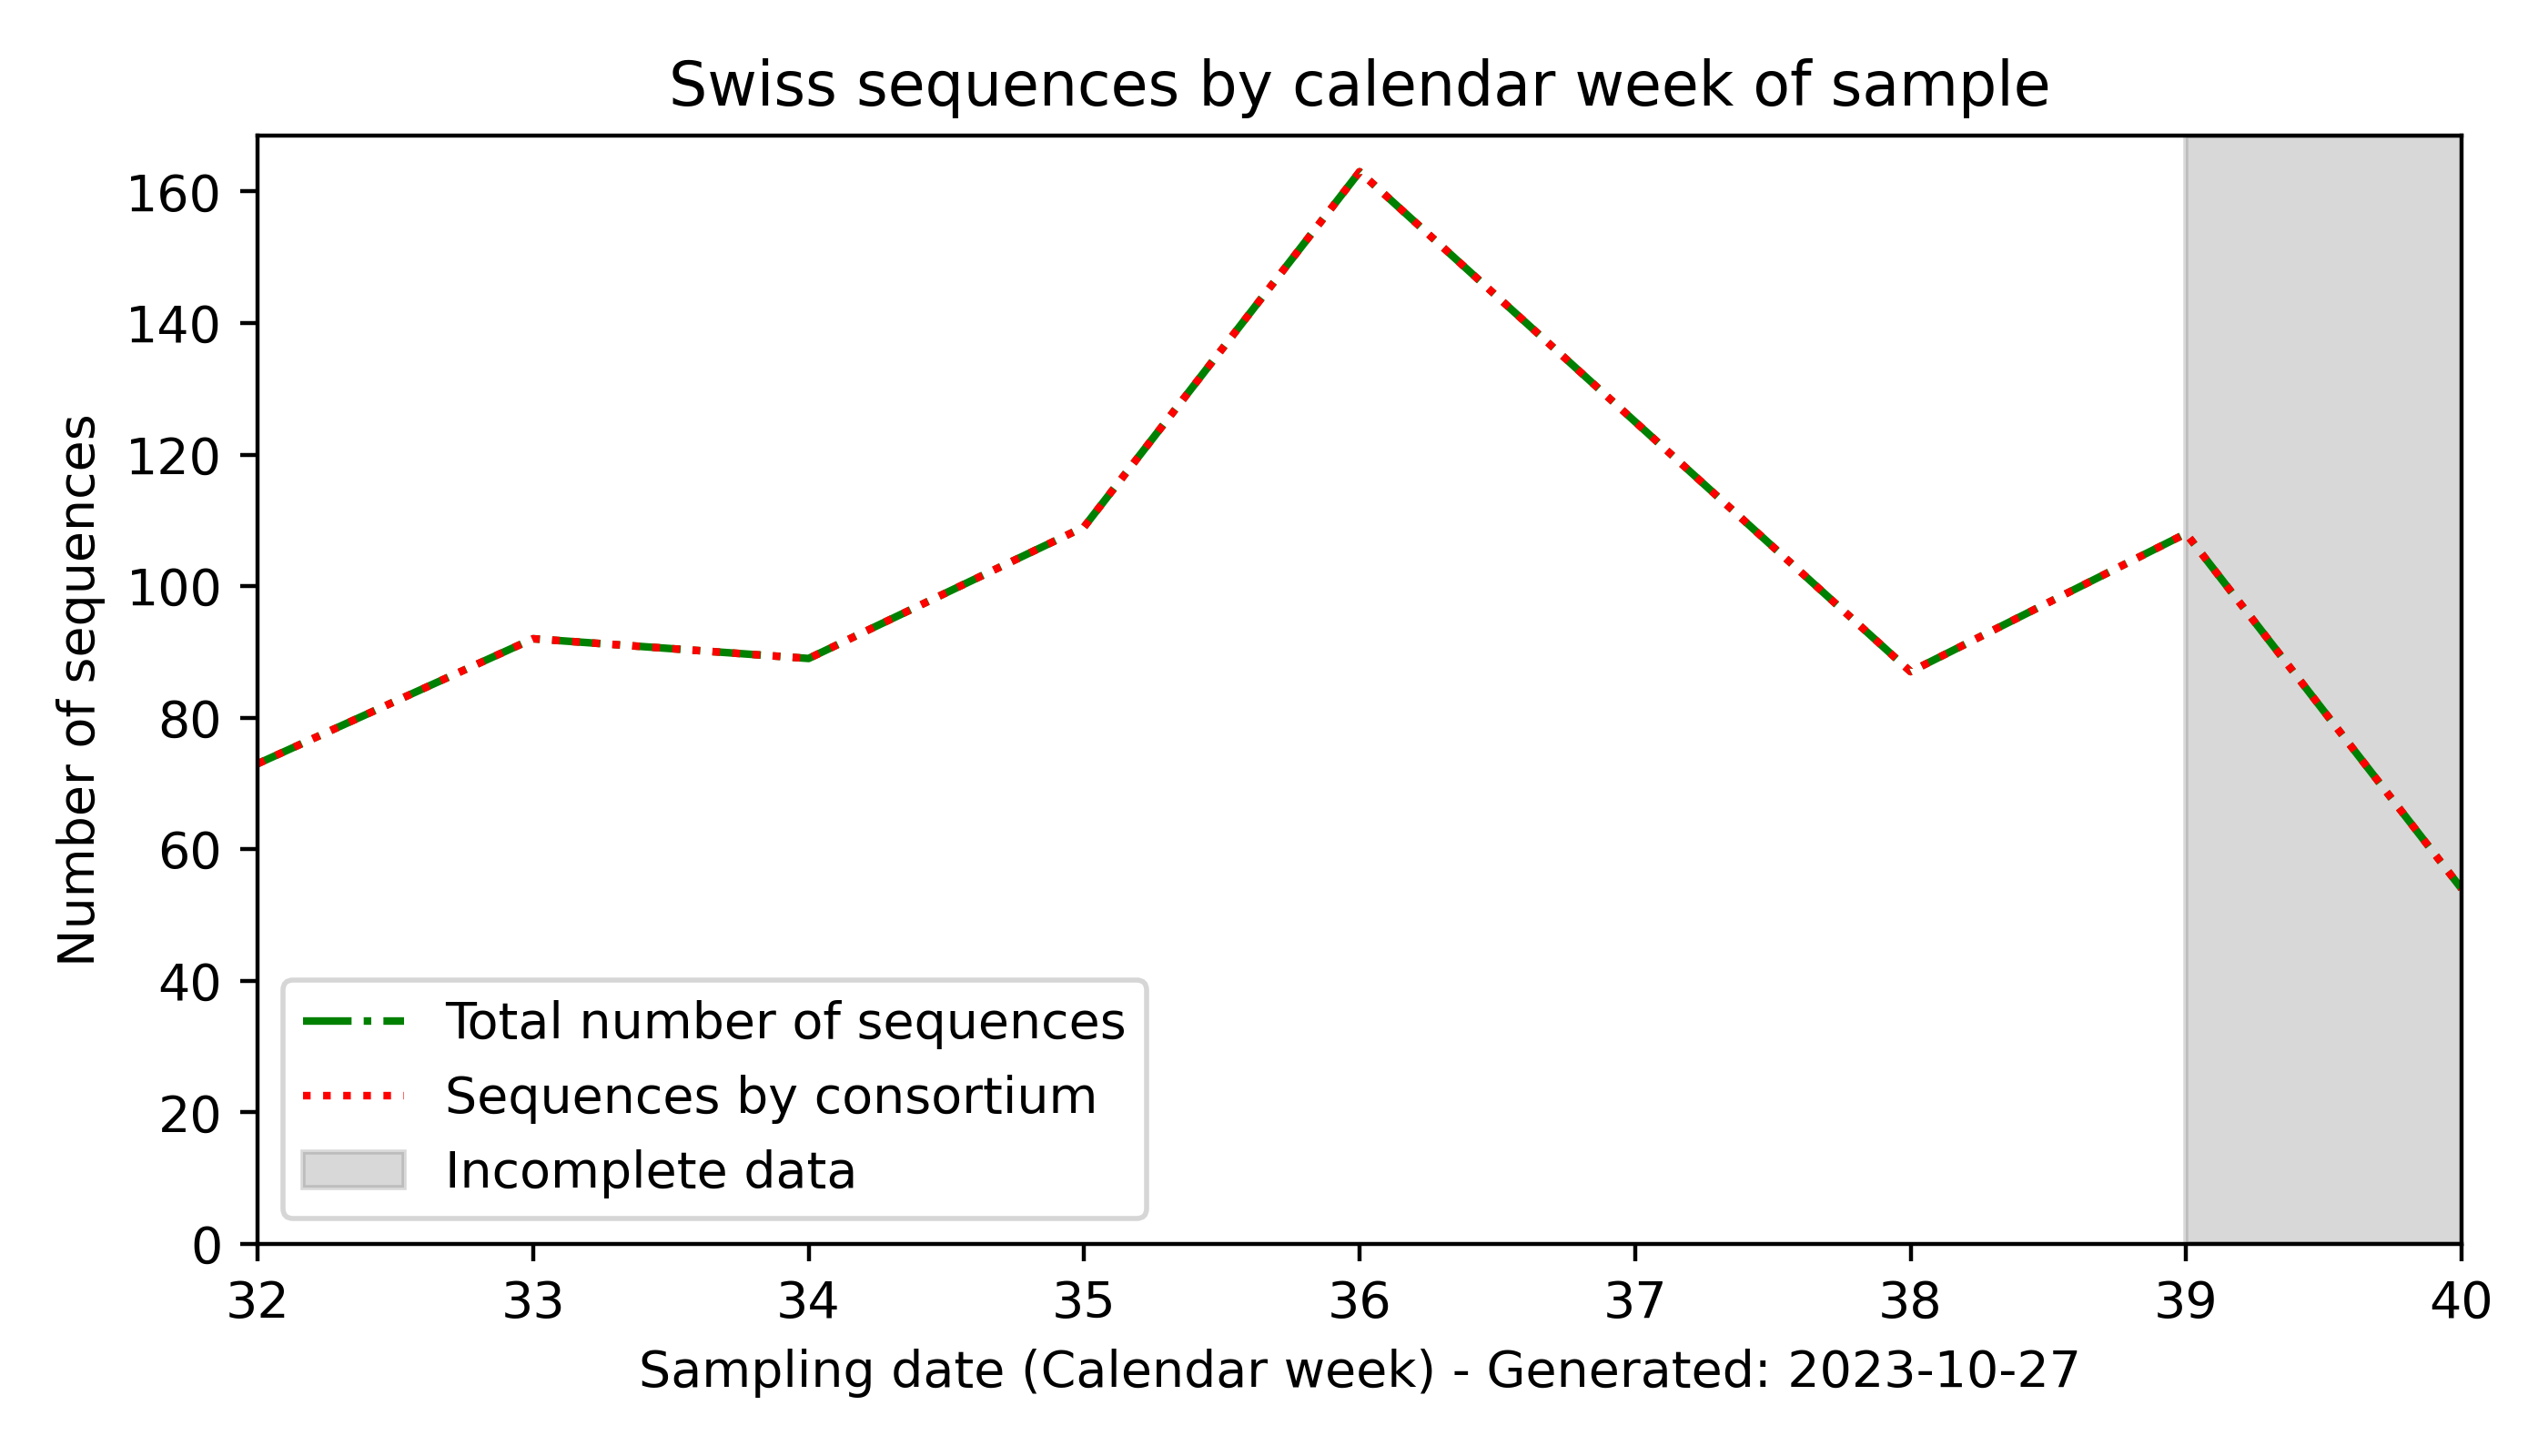 Swiss sequences by calendar week of sample
160
140
120
100
80
60
40
20
0
Number of sequences
Total number of sequences
Sequences by consortium
Incomplete data
32 33 34 35 36 37 38 39 40
Sampling date (Calendar week) - Generated: 2023-10-27